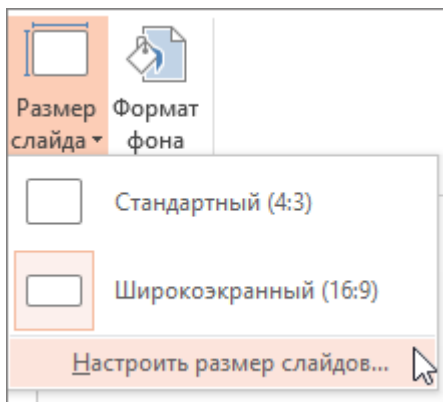 Размер Формат
слайда фона
Стандартный (4:3)
Широкоэкранный (16:9)
Настроить размер слайдов...